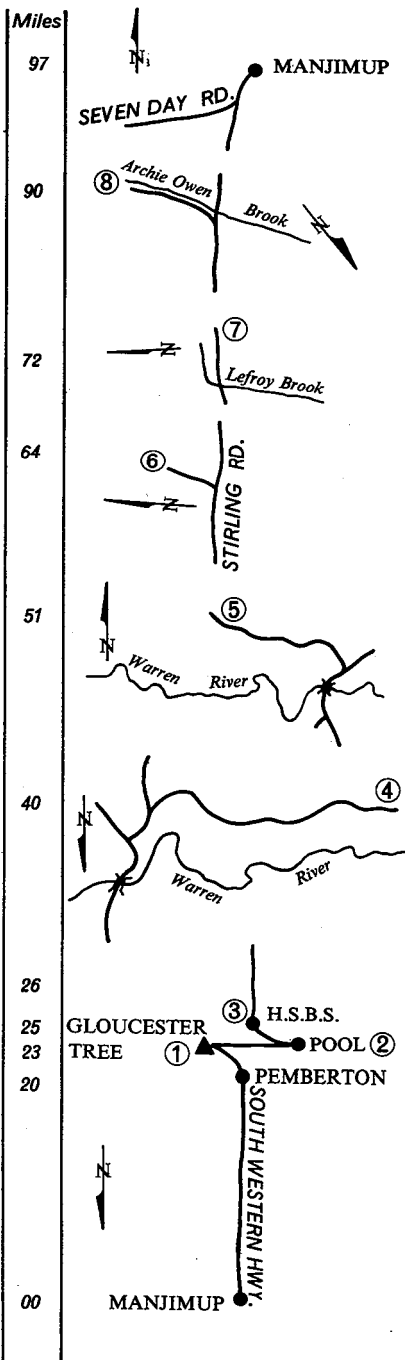 Miles
N
97
MANJIMUP
SEVEN DAY RD.
90
⑧
Archie Owen Brook
N
⑦
72
N
Lefroy Brook
64
⑥
STIRLING RD.
N
51
⑤
N
Warren River
40
④
N
Warren River
26
③ H.S.B.S.
25
GLOUCESTER
TREE
①
23
POOL ②
20
PEMBERTON
SOUTH WESTERN HWY.
N
00
MANJIMUP